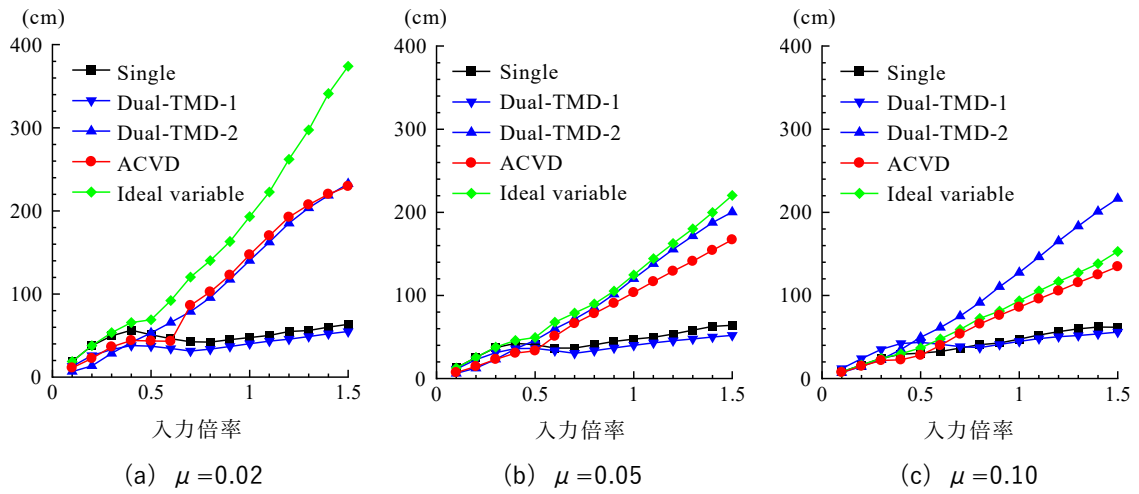 (cm)
400
300
200
100
0
0.5
1
1.5
Single
Dual-TMD-1
Dual-TMD-2
ACVD
Ideal variable
入力倍率
(a) μ=0.02
(cm)
400
300
200
100
0
0.5
1
1.5
Single
Dual-TMD-1
Dual-TMD-2
ACVD
Ideal variable
入力倍率
(b) μ=0.05
(cm)
400
300
200
100
0
0.5
1
1.5
Single
Dual-TMD-1
Dual-TMD-2
ACVD
Ideal variable
入力倍率
(c) μ=0.10